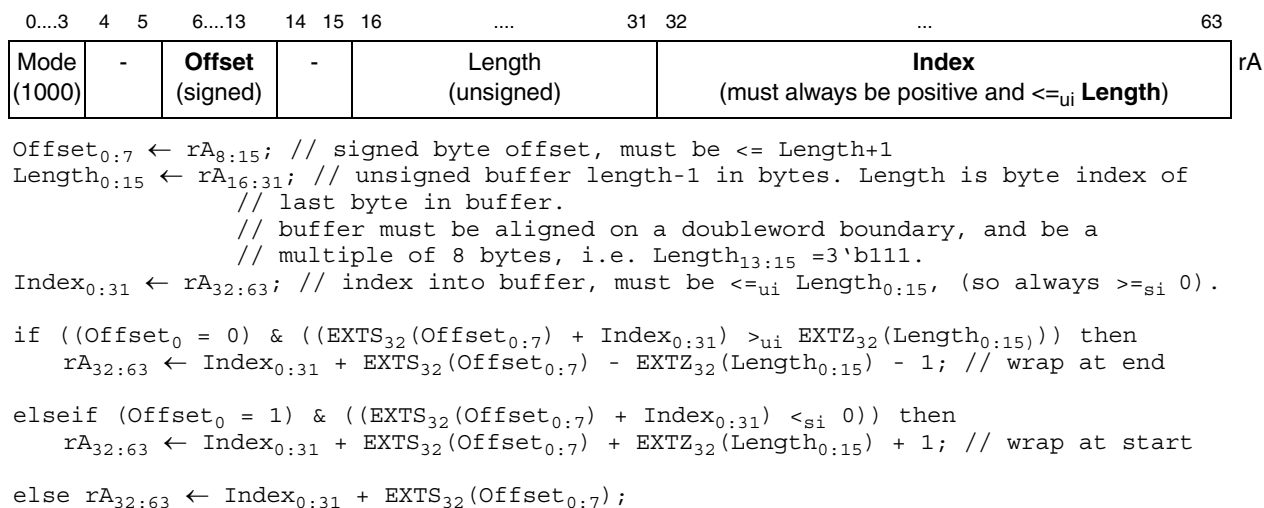 0....3 4 5 6....13 14 15 16 .... 31 32 ... 63
Mode - Offset - Length Index rA
(1000) (signed) (unsigned) (must always be positive and <=ui Length)
Offset0:7 ← rA8:15; // signed byte offset, must be <= Length+1
Length0:15 ← rA16:31; // unsigned buffer length-1 in bytes. Length is byte index of
// last byte in buffer.
// buffer must be aligned on a doubleword boundary, and be a
// multiple of 8 bytes, i.e. Length13:15 =3‘b111.
Index0:31 ← rA32:63; // index into buffer, must be <=ui Length0:15, (so always >=si 0).
if ((Offset0 = 0) & ((EXTS32(Offset0:7) + Index0:31) >ui EXTZ32(Length0:15))) then
rA32:63 ← Index0:31 + EXTS32(Offset0:7) - EXTZ32(Length0:15) - 1; // wrap at end
elseif (Offset0 = 1) & ((EXTS32(Offset0:7) + Index0:31) <si 0)) then
rA32:63 ← Index0:31 + EXTS32(Offset0:7) + EXTZ32(Length0:15) + 1; // wrap at start
else rA32:63 ← Index0:31 + EXTS32(Offset0:7);